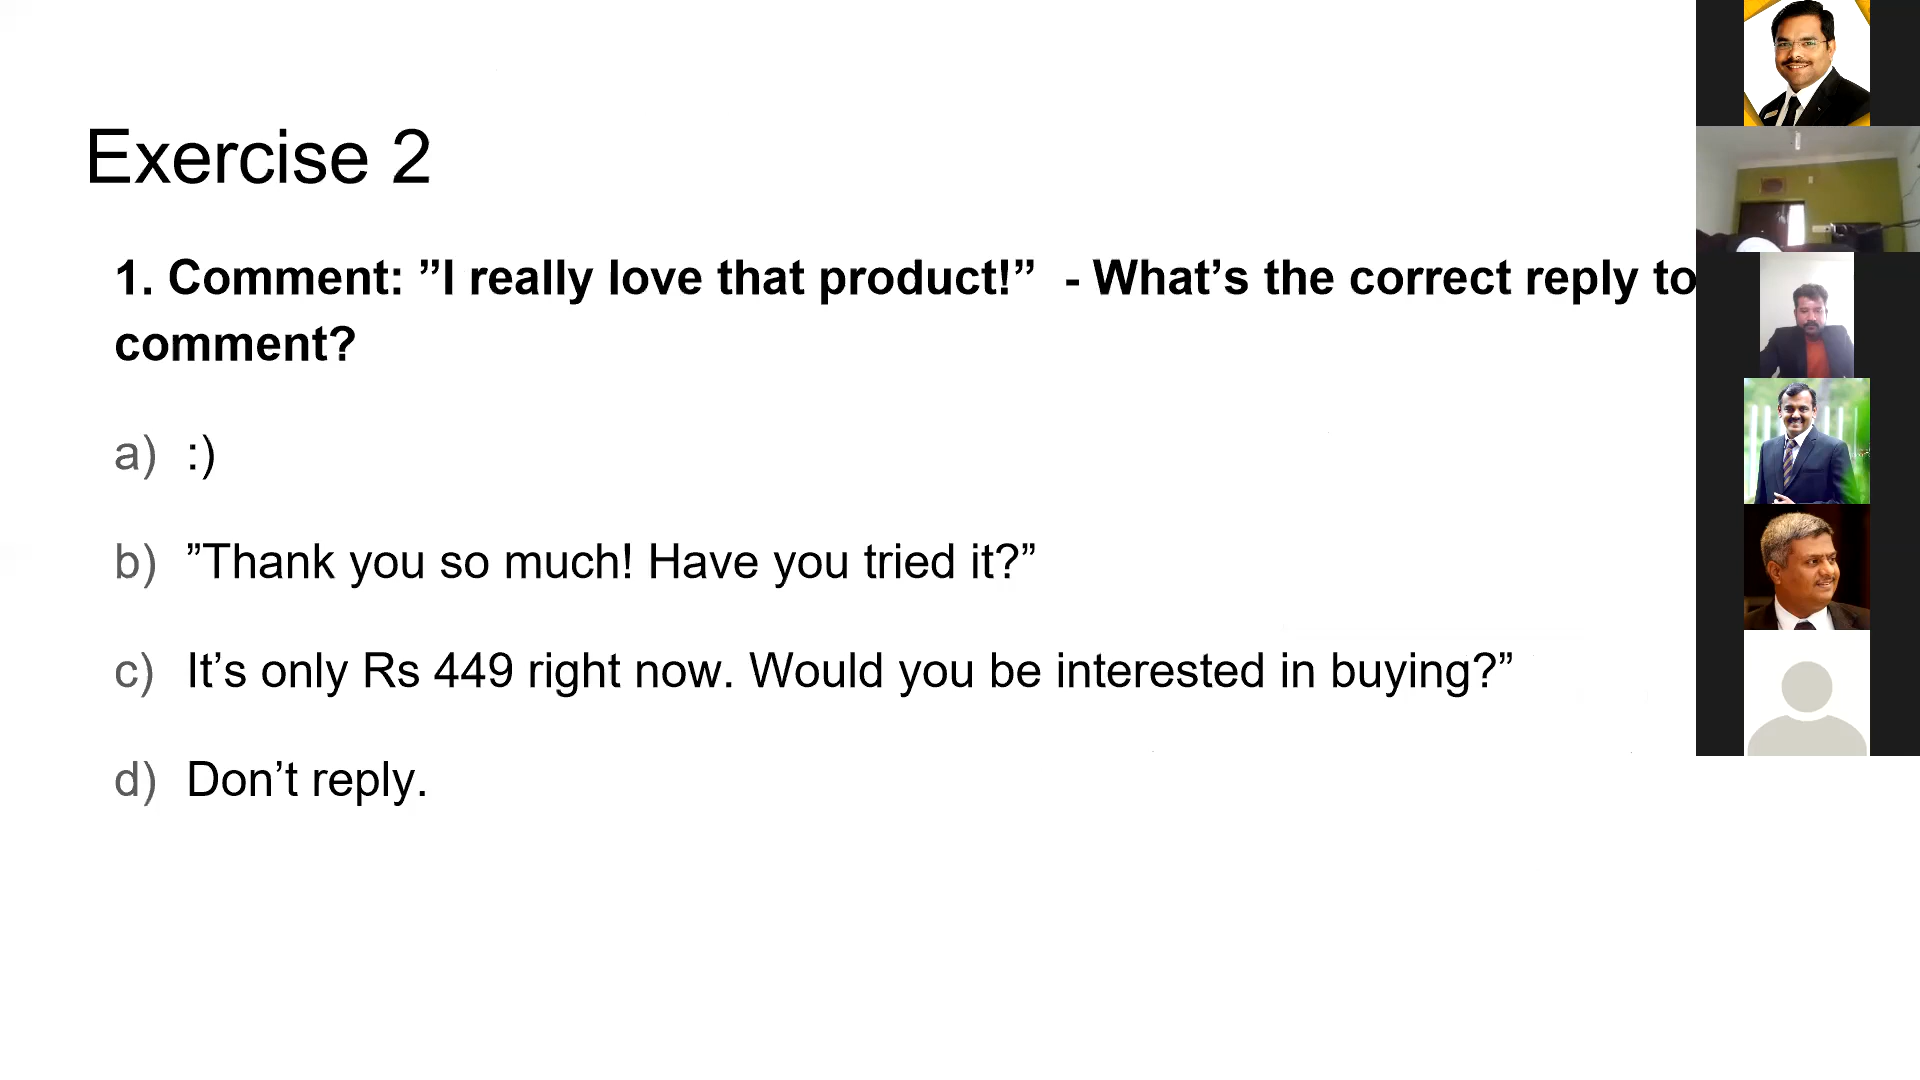 Exercise 2
1. Comment: ”I really love that product!”  - What’s the correct reply to
comment?
a) :)
b) ”Thank you so much! Have you tried it?”
c) It’s only Rs 449 right now. Would you be interested in buying?”
d) Don’t reply.